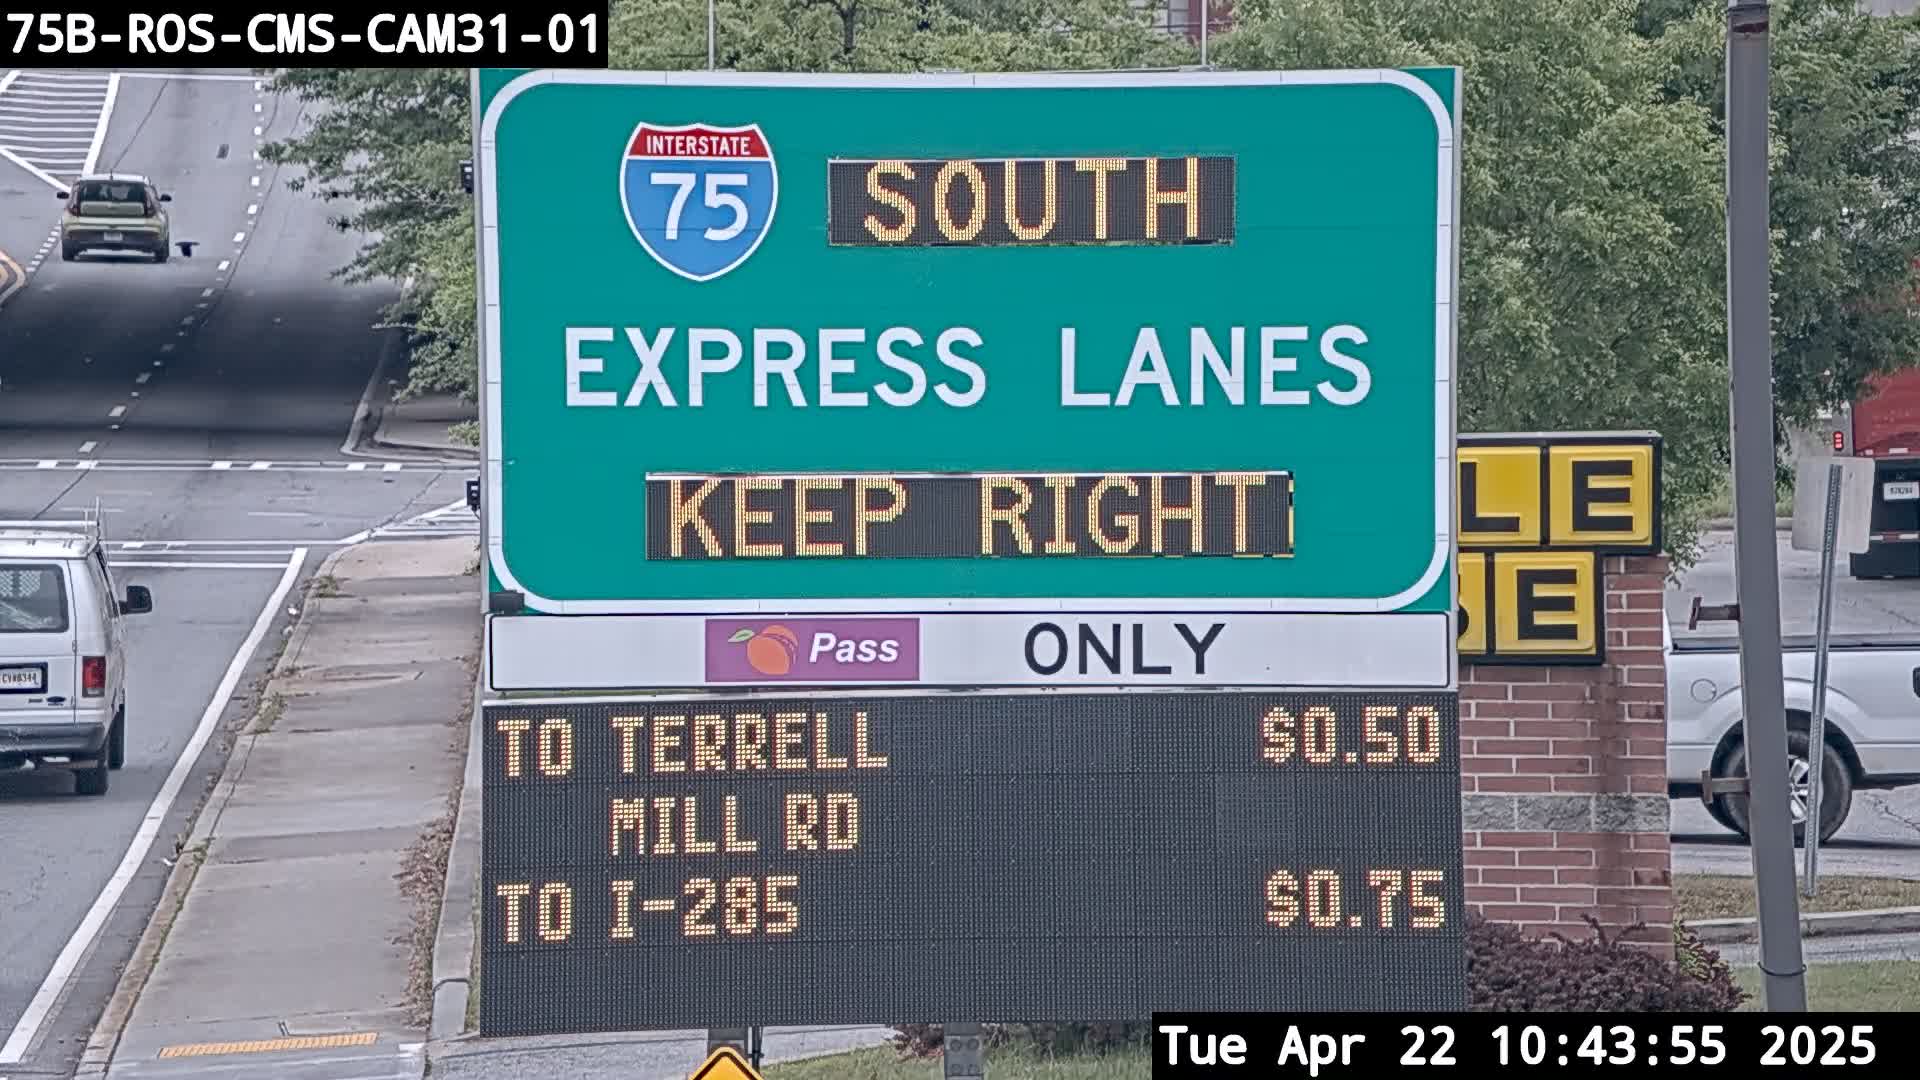 75B-ROS-CMS-CAM31-01
INTERSTATE
75
SOUTH
EXPRESS LANES
KEEP RIGHT
Pass ONLY
TO TERRELL $0.50
MILL RD
TO I-285 $0.75
LE
E
Tue Apr 22 10:43:55 2025